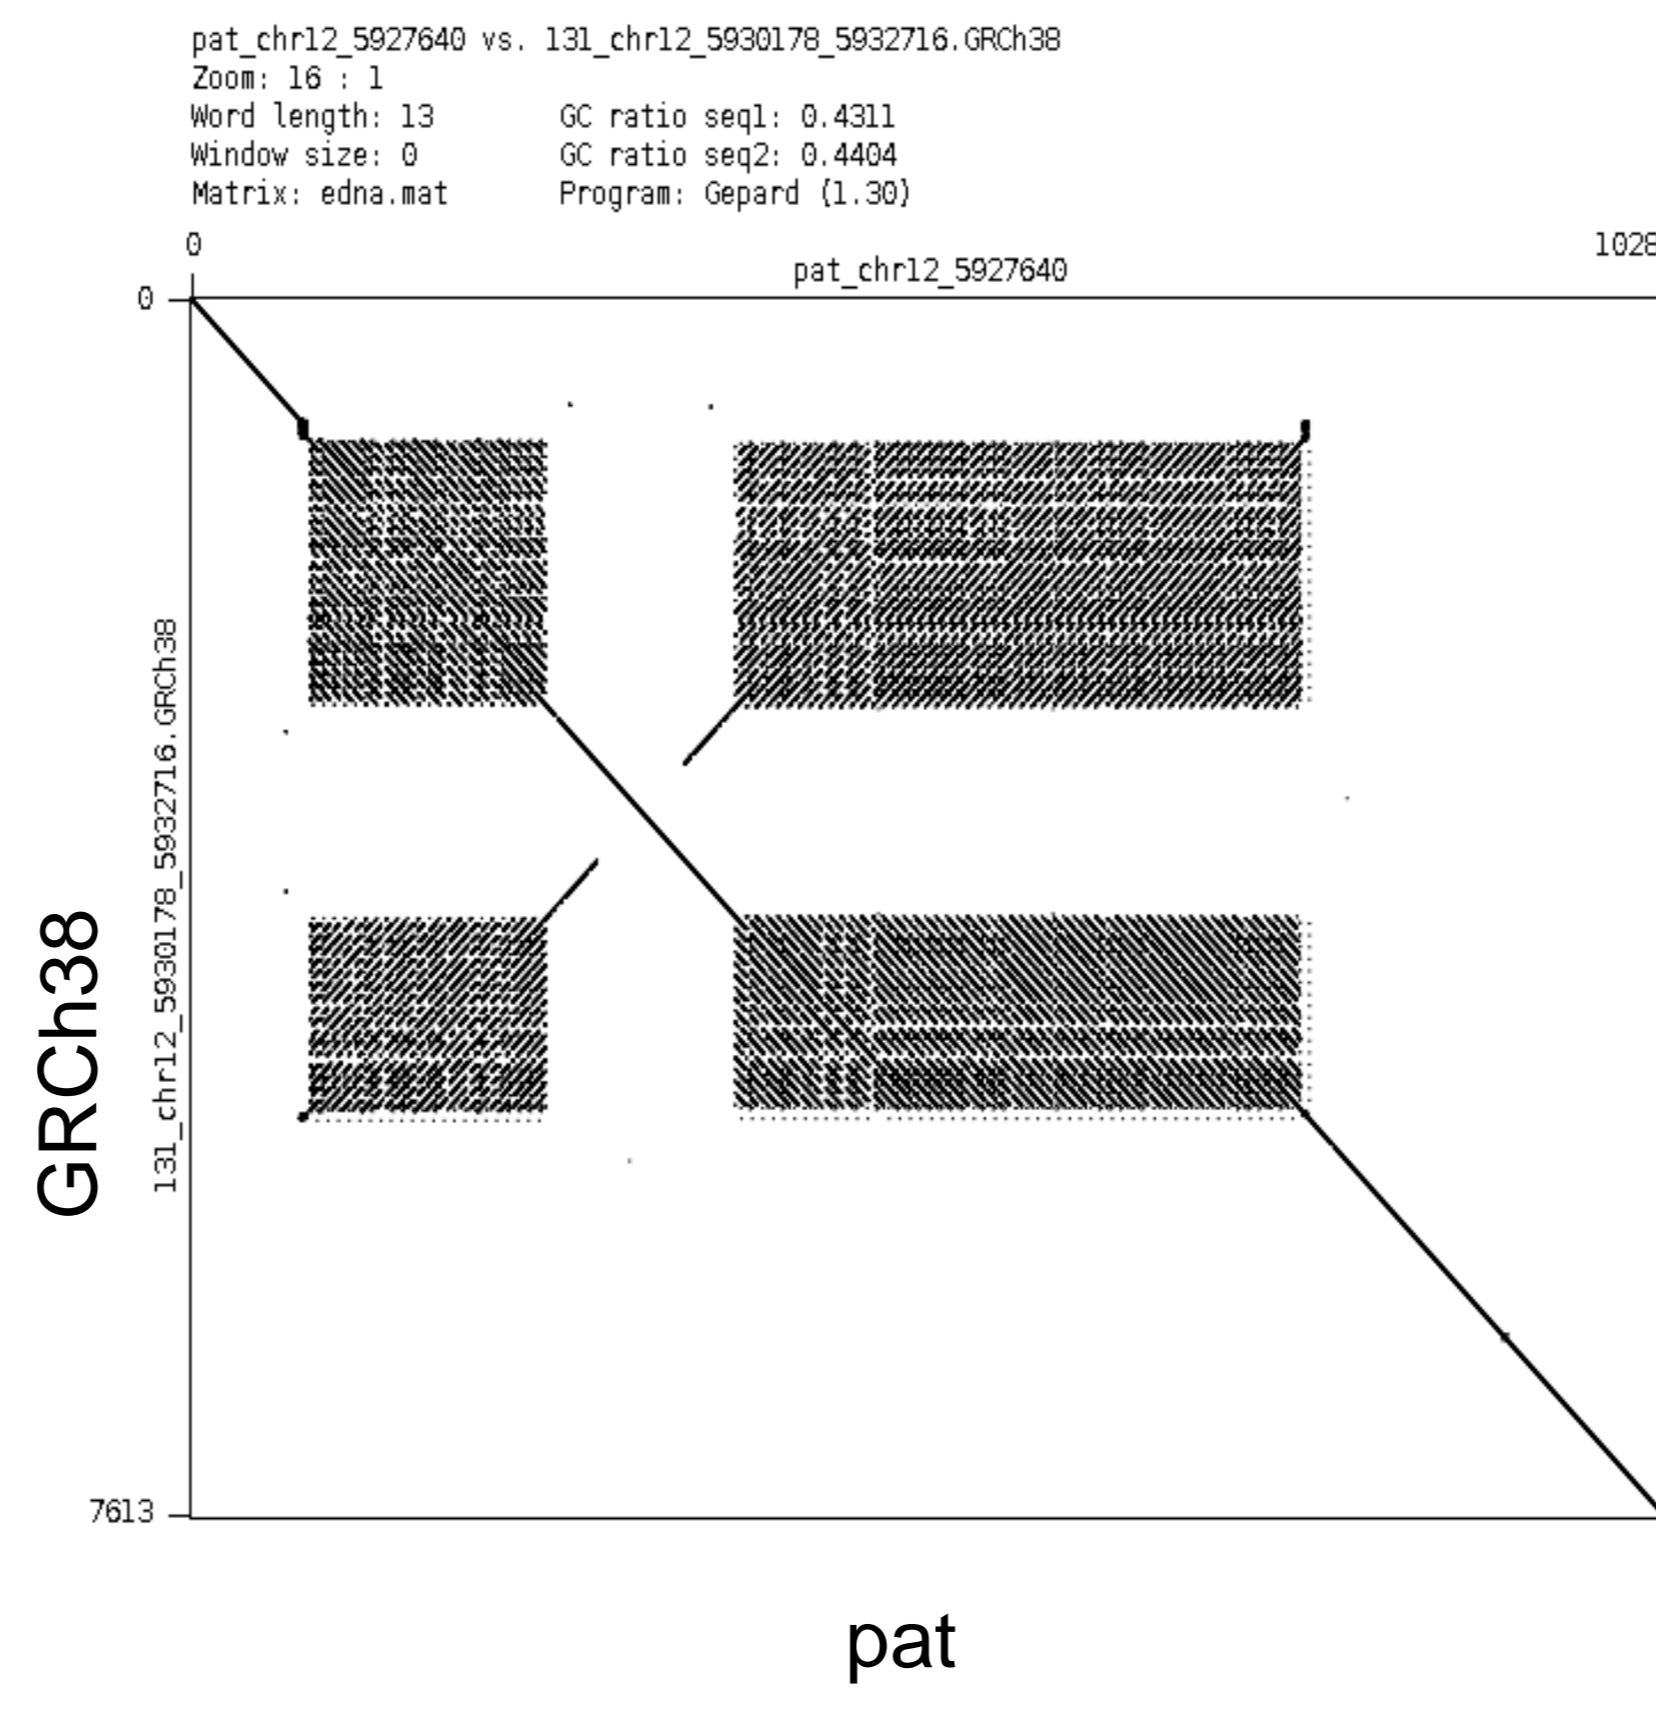 pat_chr12_5927640 vs. 131_chr12_5930178_5932716.GRCh38
Zoom: 16 : 1
Word length: 13 GC ratio seq1: 0.4311
Window size: 0 GC ratio seq2: 0.4404
Matrix: edna.mat Program: Gepard (1.30)
0
1028
pat_chr12_5927640
0
131_chr12_5930178_5932716.GRCh38
GRCh38
7613
pat